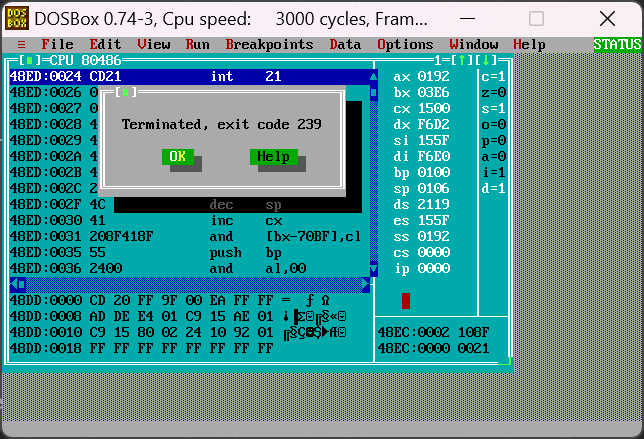 DOSBox 0.74-3, Cpu speed: 3000 cycles, Fram...
≡ File Edit View Run Breakpoints Data Options Window Help STATUS
[■]=CPU 80486 1=[↑][↓]
48ED:0024 CD21 int 21
48ED:0026 0
48ED:0027 0
48ED:0028 4
48ED:0029 4
48ED:002A 4
48ED:002B 4
48ED:002C 2
48ED:002F 4C dec sp
48ED:0030 41 inc cx
48ED:0031 208F418F and [bx-70BF],cl
48ED:0035 55 push bp
48ED:0036 2400 and al,00
[■]
Terminated, exit code 239
OK Help
ax 0192 c=1
bx 03E6 z=0
cx 1500 s=1
dx F6D2 o=0
si 155F p=0
di F6E0 a=0
bp 0100 i=1
sp 0106 d=1
ds 2119
es 155F
ss 0192
cs 0000
ip 0000
48DD:0000 CD 20 FF 9F 00 EA FF FF
48DD:0008 AD DE E4 01 C9 15 AE 01
48DD:0010 C9 15 80 02 24 10 92 01
48DD:0018 FF FF FF FF FF FF FF FF
48EC:0002 108F
48EC:0000 0021